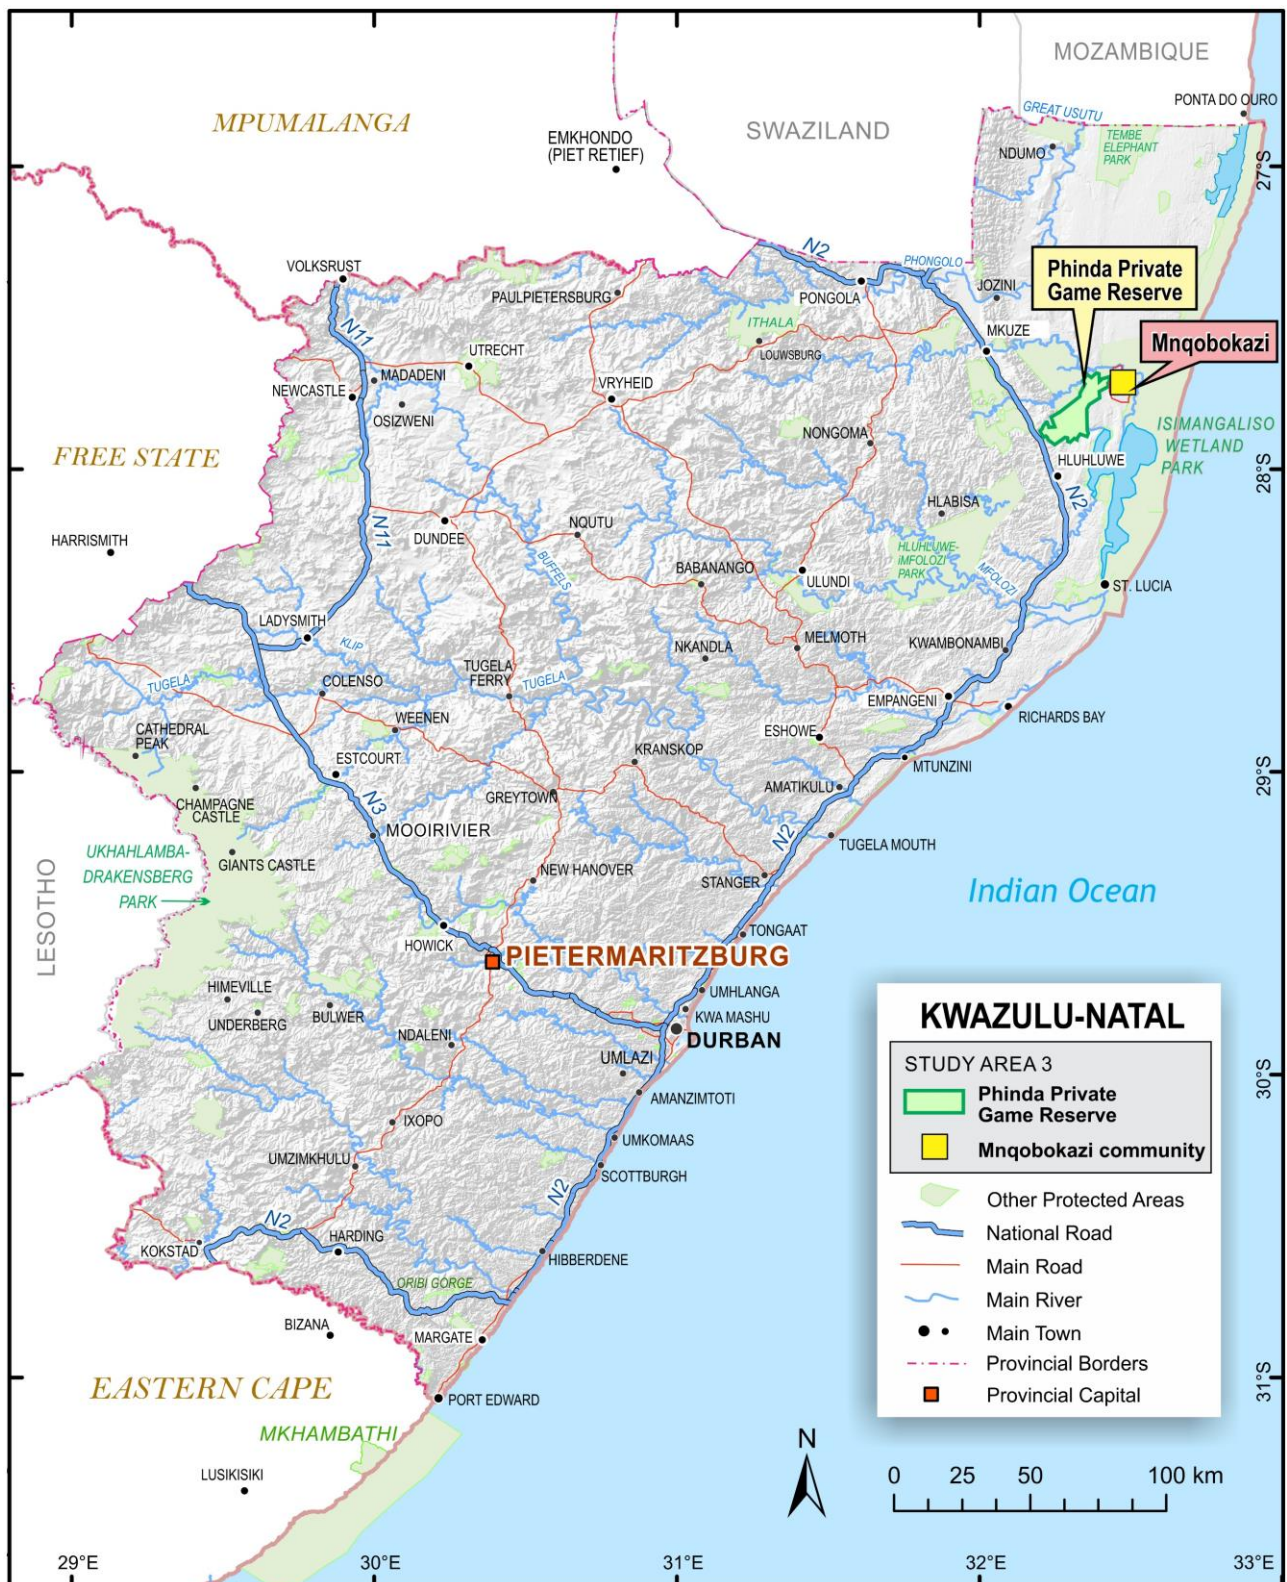 MOZAMBIQUE
PONTA DO OURO
MPUMALANGA
SWAZILAND
GREAT USUTU
EMKHONDO
(PIET RETIEF)
NDUMO
TEMBE
ELEPHANT
PARK
27°S
N2
VOLKSRUST
PHONGOLO
Phinda Private
Game Reserve
PAULPIETERSBURG
PONGOLA
JOZINI
N11
ITHALA
MKUZE
Mnqobokazi
UTRECHT
LOUWSBURG
MADADENI
NEWCASTLE
VRYHEID
OSIZWENI
ISIMANGALISO
WETLAND
PARK
NONGOMA
FREE STATE
HLUHLUWE
28°S
N2
HLABISA
N11
NQUTU
DUNDEE
HARRISMITH
BUFFELS
HLUHLUWE-
iMFOLOZI
PARK
BABANANGO
ULUNDI
MFOLOZI
ST. LUCIA
LADYSMITH
KLIP
NKANDLA
MELMOTH
KWAMBONAMBI
TUGELA
FERRY
TUGELA
COLENSO
TUGELA
EMPANGENI
RICHARDS BAY
WEENEN
CATHEDRAL
PEAK
ESHOWE
KRANSKOP
ESTCOURT
MTUNZINI
29°S
AMATIKULU
CHAMPAGNE
CASTLE
N3
GREYTOWN
N2
MOOIRIVIER
TUGELA MOUTH
UKHAHLAMBA-
DRAKENSBERG
PARK
GIANTS CASTLE
NEW HANOVER
STANGER
Indian Ocean
LESOTHO
TONGAAT
HOWICK
PIETERMARITZBURG
HIMEVILLE
UMHLANGA
UNDERBERG
BULWER
KWA MASHU
NDALENI
DURBAN
UMLAZI
AMANZIMTOTI
30°S
IXOPO
UMKOMAAS
UMZIMKHULU
SCOTTBURGH
N2
N2
KOKSTAD
HARDING
HIBBERDENE
ORIBI GORGE
BIZANA
MARGATE
31°S
EASTERN CAPE
PORT EDWARD
MKHAMBATHI
LUSIKISIKI
KWAZULU-NATAL
STUDY AREA 3
Phinda Private
Game Reserve
Mnqobokazi community
Other Protected Areas
National Road
Main Road
Main River
Main Town
Provincial Borders
Provincial Capital
N
0 25 50 100 km
29°E 30°E 31°E 32°E 33°E